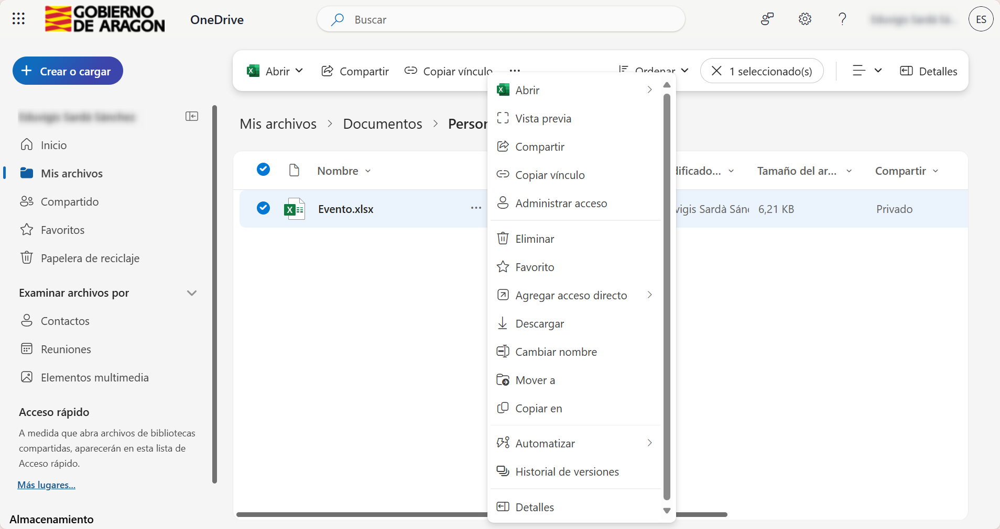 GOBIERNO
DE ARAGON
OneDrive
Buscar
ES
Crear o cargar
Abrir
Compartir
Copiar vínculo
Ordenar
1 seleccionado(s)
Detalles
Inicio
Mis archivos
Compartido
Favoritos
Papelera de reciclaje
Examinar archivos por
Contactos
Reuniones
Elementos multimedia
Acceso rápido
A medida que abra archivos de bibliotecas
compartidas, aparecerán en esta lista de
Acceso rápido.
Más lugares...
Almacenamiento
Mis archivos > Documentos > Person
Nombre
dificado...
Tamaño del ar...
Compartir
Evento.xlsx
vigis Sardà Sán
6,21 KB
Privado
Abrir
Vista previa
Compartir
Copiar vínculo
Administrar acceso
Eliminar
Favorito
Agregar acceso directo
Descargar
Cambiar nombre
Mover a
Copiar en
Automatizar
Historial de versiones
Detalles